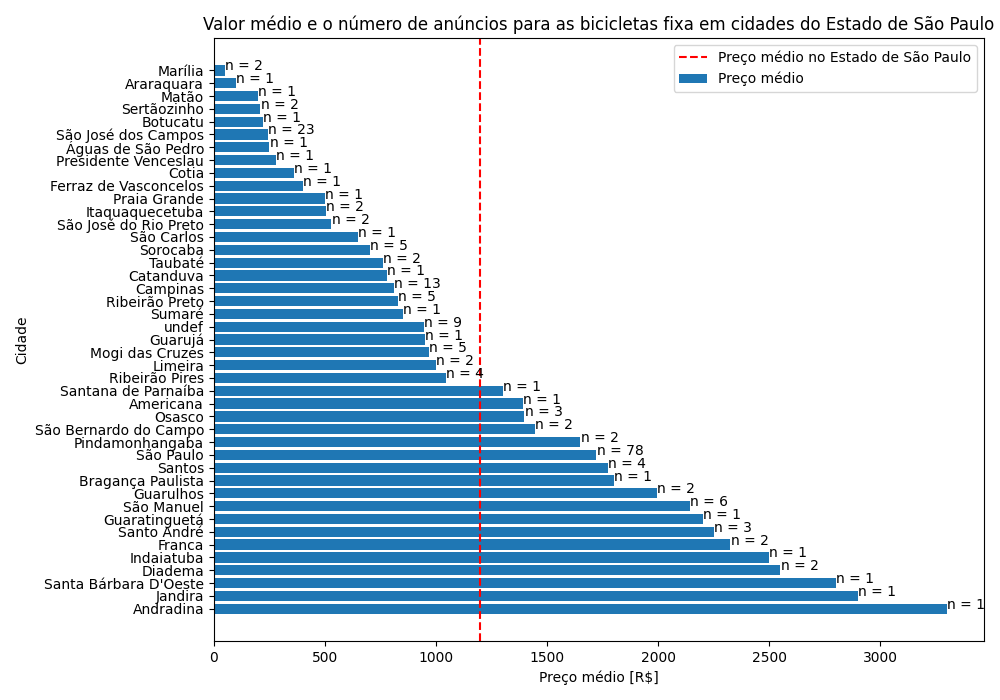 Valor médio e o número de anúncios para as bicicletas fixa em cidades do Estado de São Paulo
Preço médio no Estado de São Paulo
Preço médio
Cidade
Marília n = 2
Araraquara n = 1
Matão n = 1
Sertãozinho n = 2
Botucatu n = 1
São José dos Campos n = 23
Águas de São Pedro n = 1
Presidente Venceslau n = 1
Cotia n = 1
Ferraz de Vasconcelos n = 1
Praia Grande n = 1
Itaquaquecetuba n = 2
São José do Rio Preto n = 2
São Carlos n = 1
Sorocaba n = 5
Taubaté n = 2
Catanduva n = 1
Campinas n = 13
Ribeirão Preto n = 5
Sumaré n = 1
undef n = 9
Guarujá n = 1
Mogi das Cruzes n = 5
Limeira n = 2
Ribeirão Pires n = 4
Santana de Parnaíba n = 1
Americana n = 1
Osasco n = 3
São Bernardo do Campo n = 2
Pindamonhangaba n = 2
São Paulo n = 78
Santos n = 4
Bragança Paulista n = 1
Guarulhos n = 2
São Manuel n = 6
Guaratinguetá n = 1
Santo André n = 3
Franca n = 2
Indaiatuba n = 1
Diadema n = 2
Santa Bárbara D'Oeste n = 1
Jandira n = 1
Andradina n = 1
0 500 1000 1500 2000 2500 3000
Preço médio [R$]